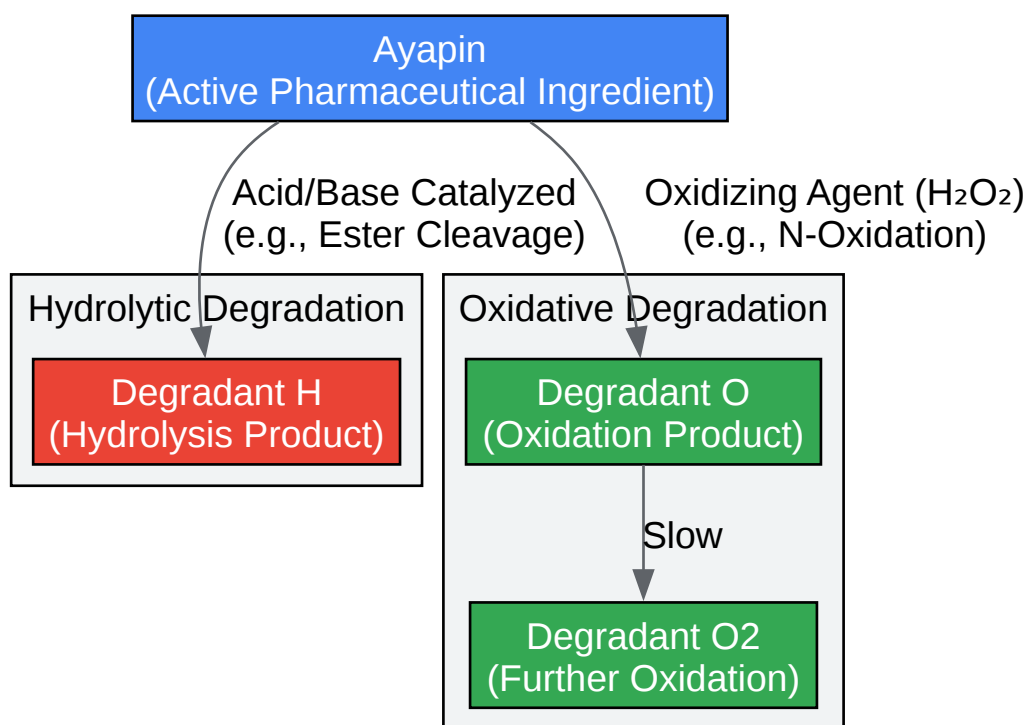 Ayapin
(Active Pharmaceutical Ingredient)
Acid/Base Catalyzed
(e.g., Ester Cleavage)
Oxidizing Agent (H₂O₂)
(e.g., N-Oxidation)
Hydrolytic Degradation
Degradant H
(Hydrolysis Product)
Oxidative Degradation
Degradant O
(Oxidation Product)
Slow
Degradant O2
(Further Oxidation)